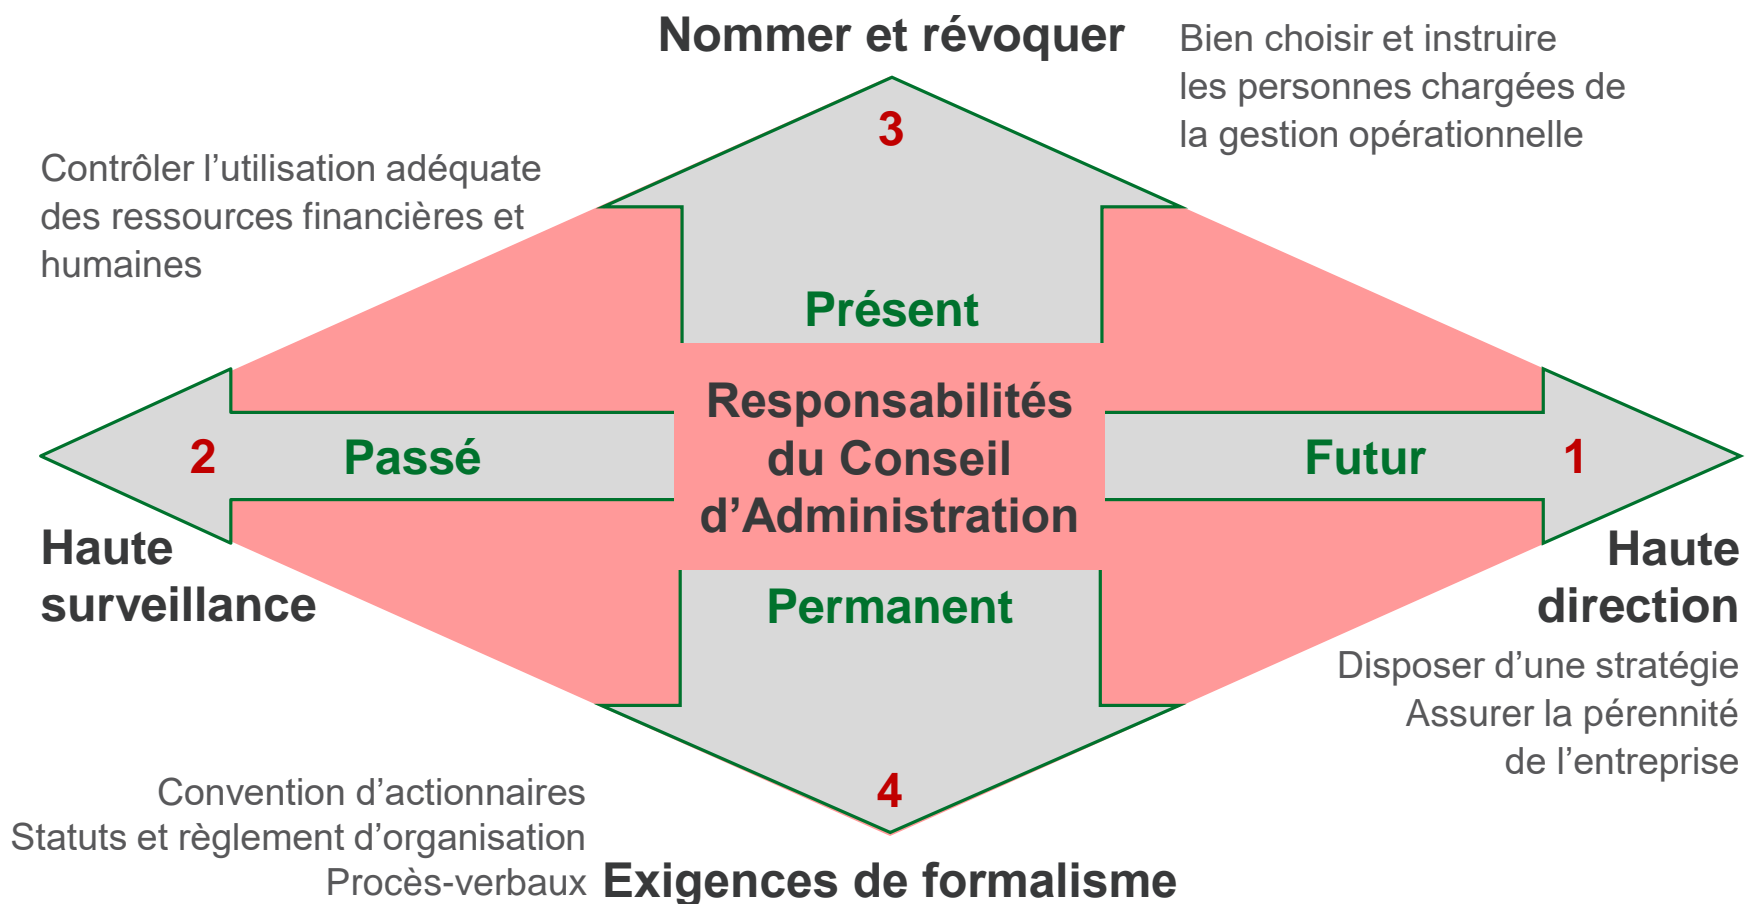 Nommer et révoquer
Bien choisir et instruire
les personnes chargées de
la gestion opérationnelle
3
Contrôler l’utilisation adéquate
des ressources financières et
humaines
Présent
Responsabilités
du Conseil
d’Administration
2
Passé
Futur
1
Haute
surveillance
Haute
direction
Disposer d’une stratégie
Assurer la pérennité
de l’entreprise
Permanent
4
Convention d’actionnaires
Statuts et règlement d’organisation
Procès-verbaux
Exigences de formalisme